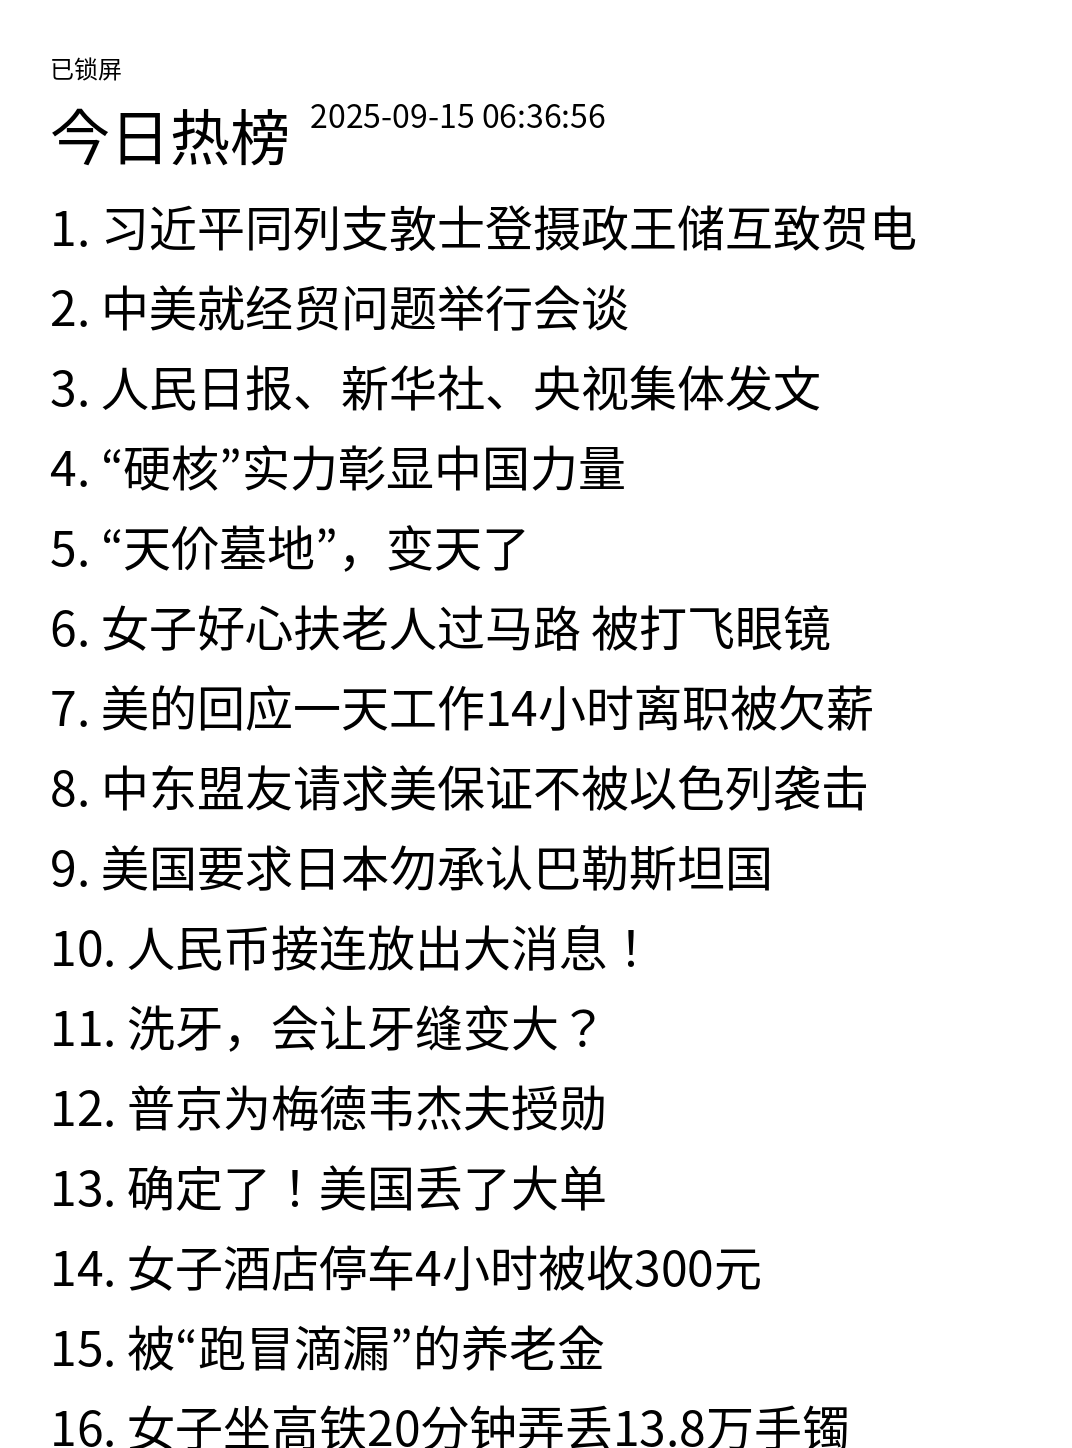 已锁屏
今日热榜 2025-09-15 06:36:56
1. 习近平同列支敦士登摄政王储互致贺电
2. 中美就经贸问题举行会谈
3. 人民日报、新华社、央视集体发文
4. “硬核”实力彰显中国力量
5. “天价墓地”，变天了
6. 女子好心扶老人过马路 被打飞眼镜
7. 美的回应一天工作14小时离职被欠薪
8. 中东盟友请求美保证不被以色列袭击
9. 美国要求日本勿承认巴勒斯坦国
10. 人民币接连放出大消息！
11. 洗牙，会让牙缝变大？
12. 普京为梅德韦杰夫授勋
13. 确定了！美国丢了大单
14. 女子酒店停车4小时被收300元
15. 被“跑冒滴漏”的养老金
16. 女子坐高铁20分钟弄丢13.8万手镯